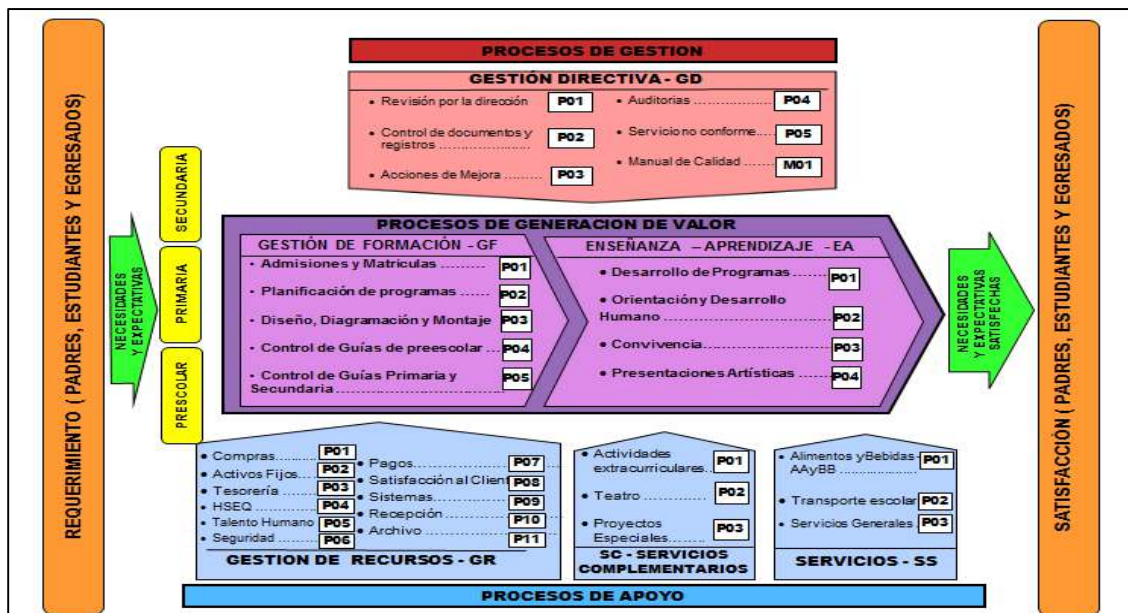 REQUERIMIENTO ( PADRES, ESTUDIANTES Y EGRESADOS)
NECESIDADES
Y EXPECTATIVAS
SECUNDARIA
PRIMARIA
PRESCOLAR
PROCESOS DE GESTION
GESTIÓN DIRECTIVA - GD
• Revisión por la dirección P01
• Control de documentos y
registros ........................ P02
• Acciones de Mejora .......... P03
• Auditorias ..................... P04
• Servicio no conforme.... P05
• Manual de Calidad ........ M01
PROCESOS DE GENERACION DE VALOR
GESTIÓN DE FORMACIÓN - GF
• Admisiones y Matriculas .......... P01
• Planificación de programas ...... P02
• Diseño, Diagramación y Montaje P03
• Control de Guías de preescolar .. P04
• Control de Guías Primaria y
Secundaria .............................. P05
ENSEÑANZA – APRENDIZAJE - EA
• Desarrollo de Programas ......... P01
• Orientación y Desarrollo
Humano ............................ P02
• Convivencia ........................ P03
• Presentaciones Artísticas ....... P04
• Compras........... P01
• Activos Fijos..... P02
• Tesorería......... P03
• HSEQ ............... P04
• Talento Humano P05
• Seguridad ........ P06
• Pagos.................... P07
• Satisfacción al Client P08
• Sistemas................ P09
• Recepción ............. P10
• Archivo.................. P11
GESTION DE RECURSOS - GR
• Actividades
extracurriculares.. P01
• Teatro ............... P02
• Proyectos
Especiales........ P03
SC - SERVICIOS
COMPLEMENTARIOS
• Alimentos yBebidas -
AAyBB ................ P01
• Transporte escolar P02
• Servicios Generales P03
SERVICIOS - SS
PROCESOS DE APOYO
NECESIDADES
Y EXPECTATIVAS
SATISFECHAS
SATISFACCIÓN ( PADRES, ESTUDIANTES Y EGRESADOS)